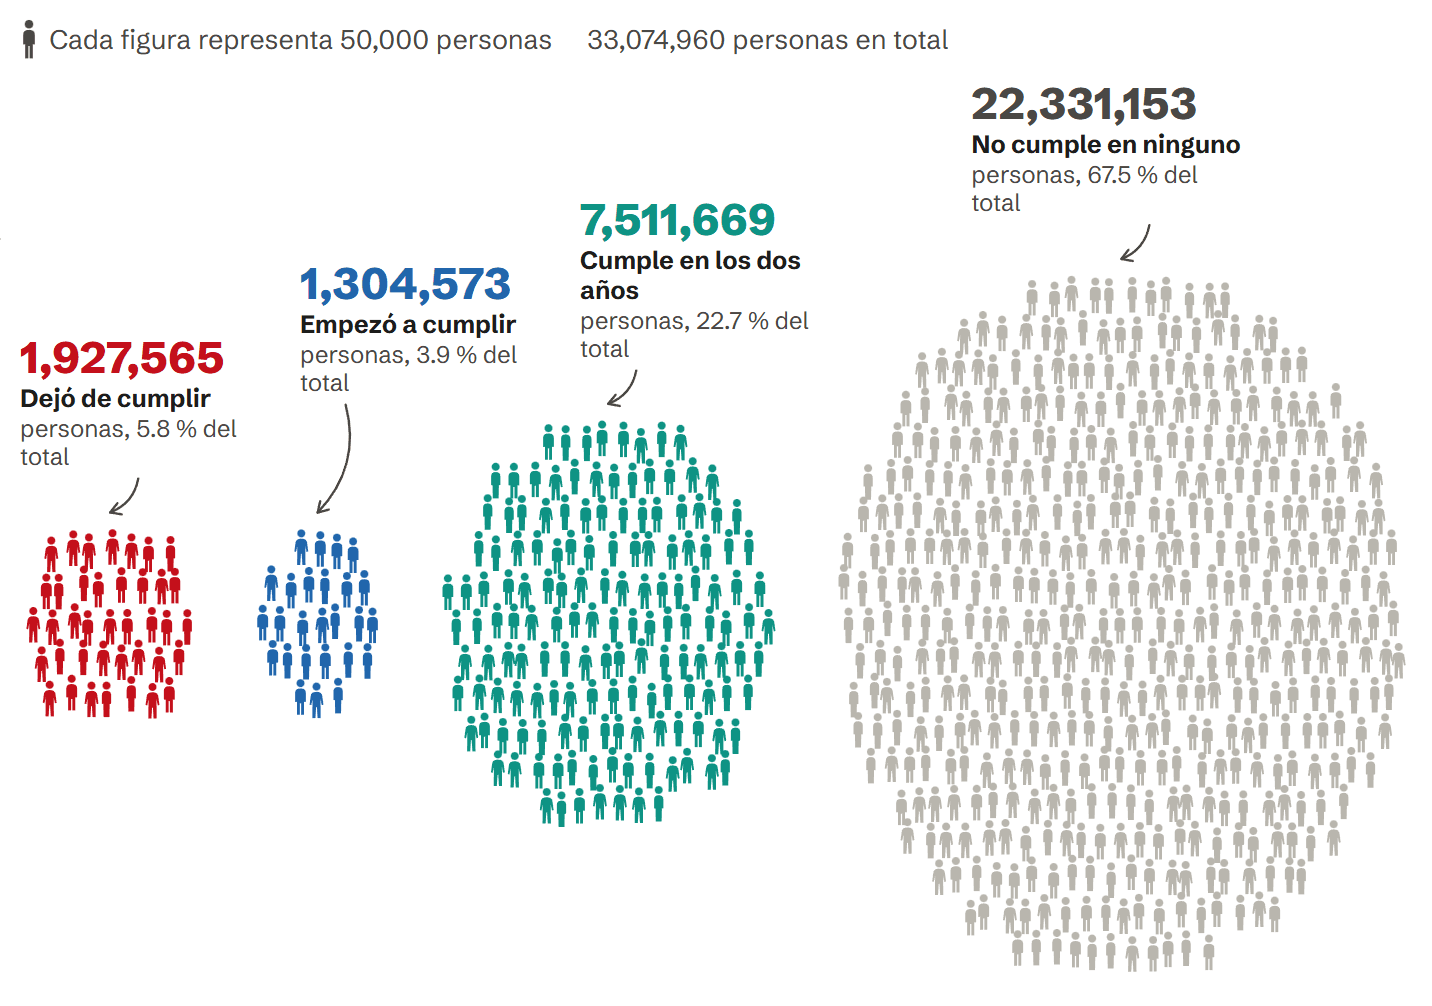 Cada figura representa 50,000 personas 33,074,960 personas en total
22,331,153
No cumple en ninguno
personas, 67.5 % del
total
7,511,669
Cumple en los dos
años
personas, 22.7 % del
total
1,304,573
Empezó a cumplir
personas, 3.9 % del
total
1,927,565
Dejó de cumplir
personas, 5.8 % del
total